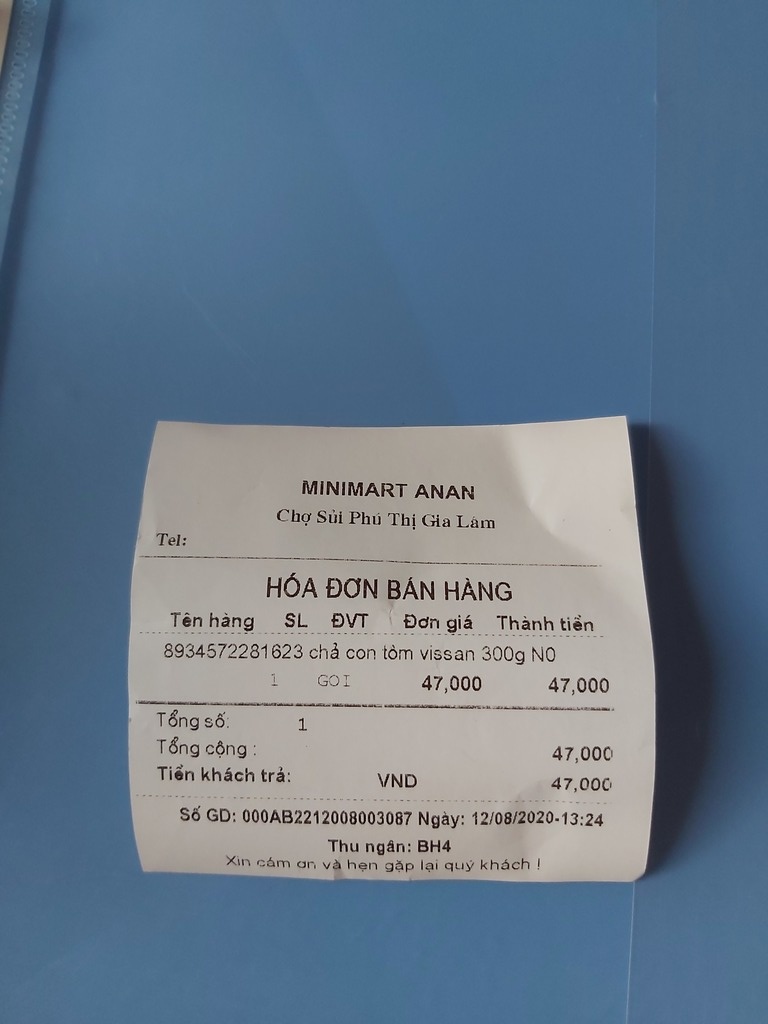 MINIMART ANAN
Chợ Sủi Phú Thị Gia Lâm
Tel:
HÓA ĐƠN BÁN HÀNG
Tên hàng SL ĐVT Đơn giá Thành tiền
8934572281623 chả con tôm vissan 300g N0
1 GOI 47,000 47,000
Tổng số: 1
Tổng cộng : 47,000
Tiền khách trả: VND 47,000
Số GD: 000AB2212008003087 Ngày: 12/08/2020-13:24
Thu ngân: BH4
Xin cám ơn và hẹn gặp lại quý khách !